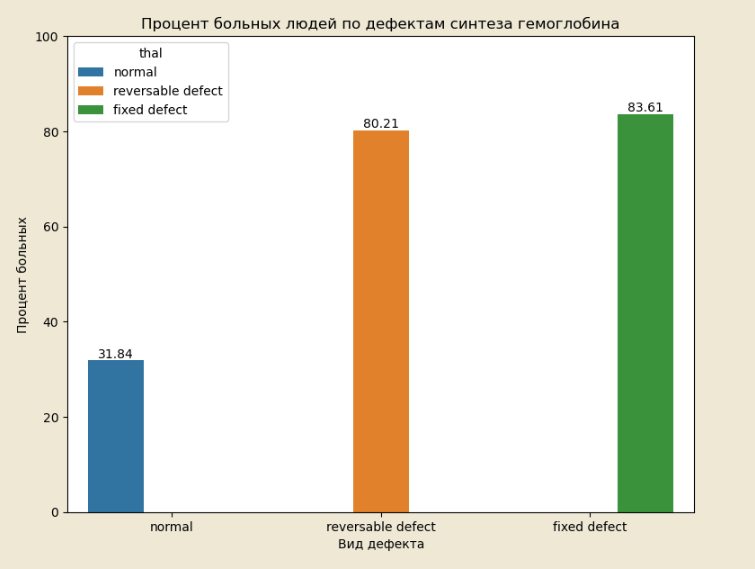 Процент больных людей по дефектам синтеза гемоглобина
100
80
60
40
20
0
Процент больных
thal
normal
reversable defect
fixed defect
31.84
80.21
83.61
normal
reversable defect
fixed defect
Вид дефекта